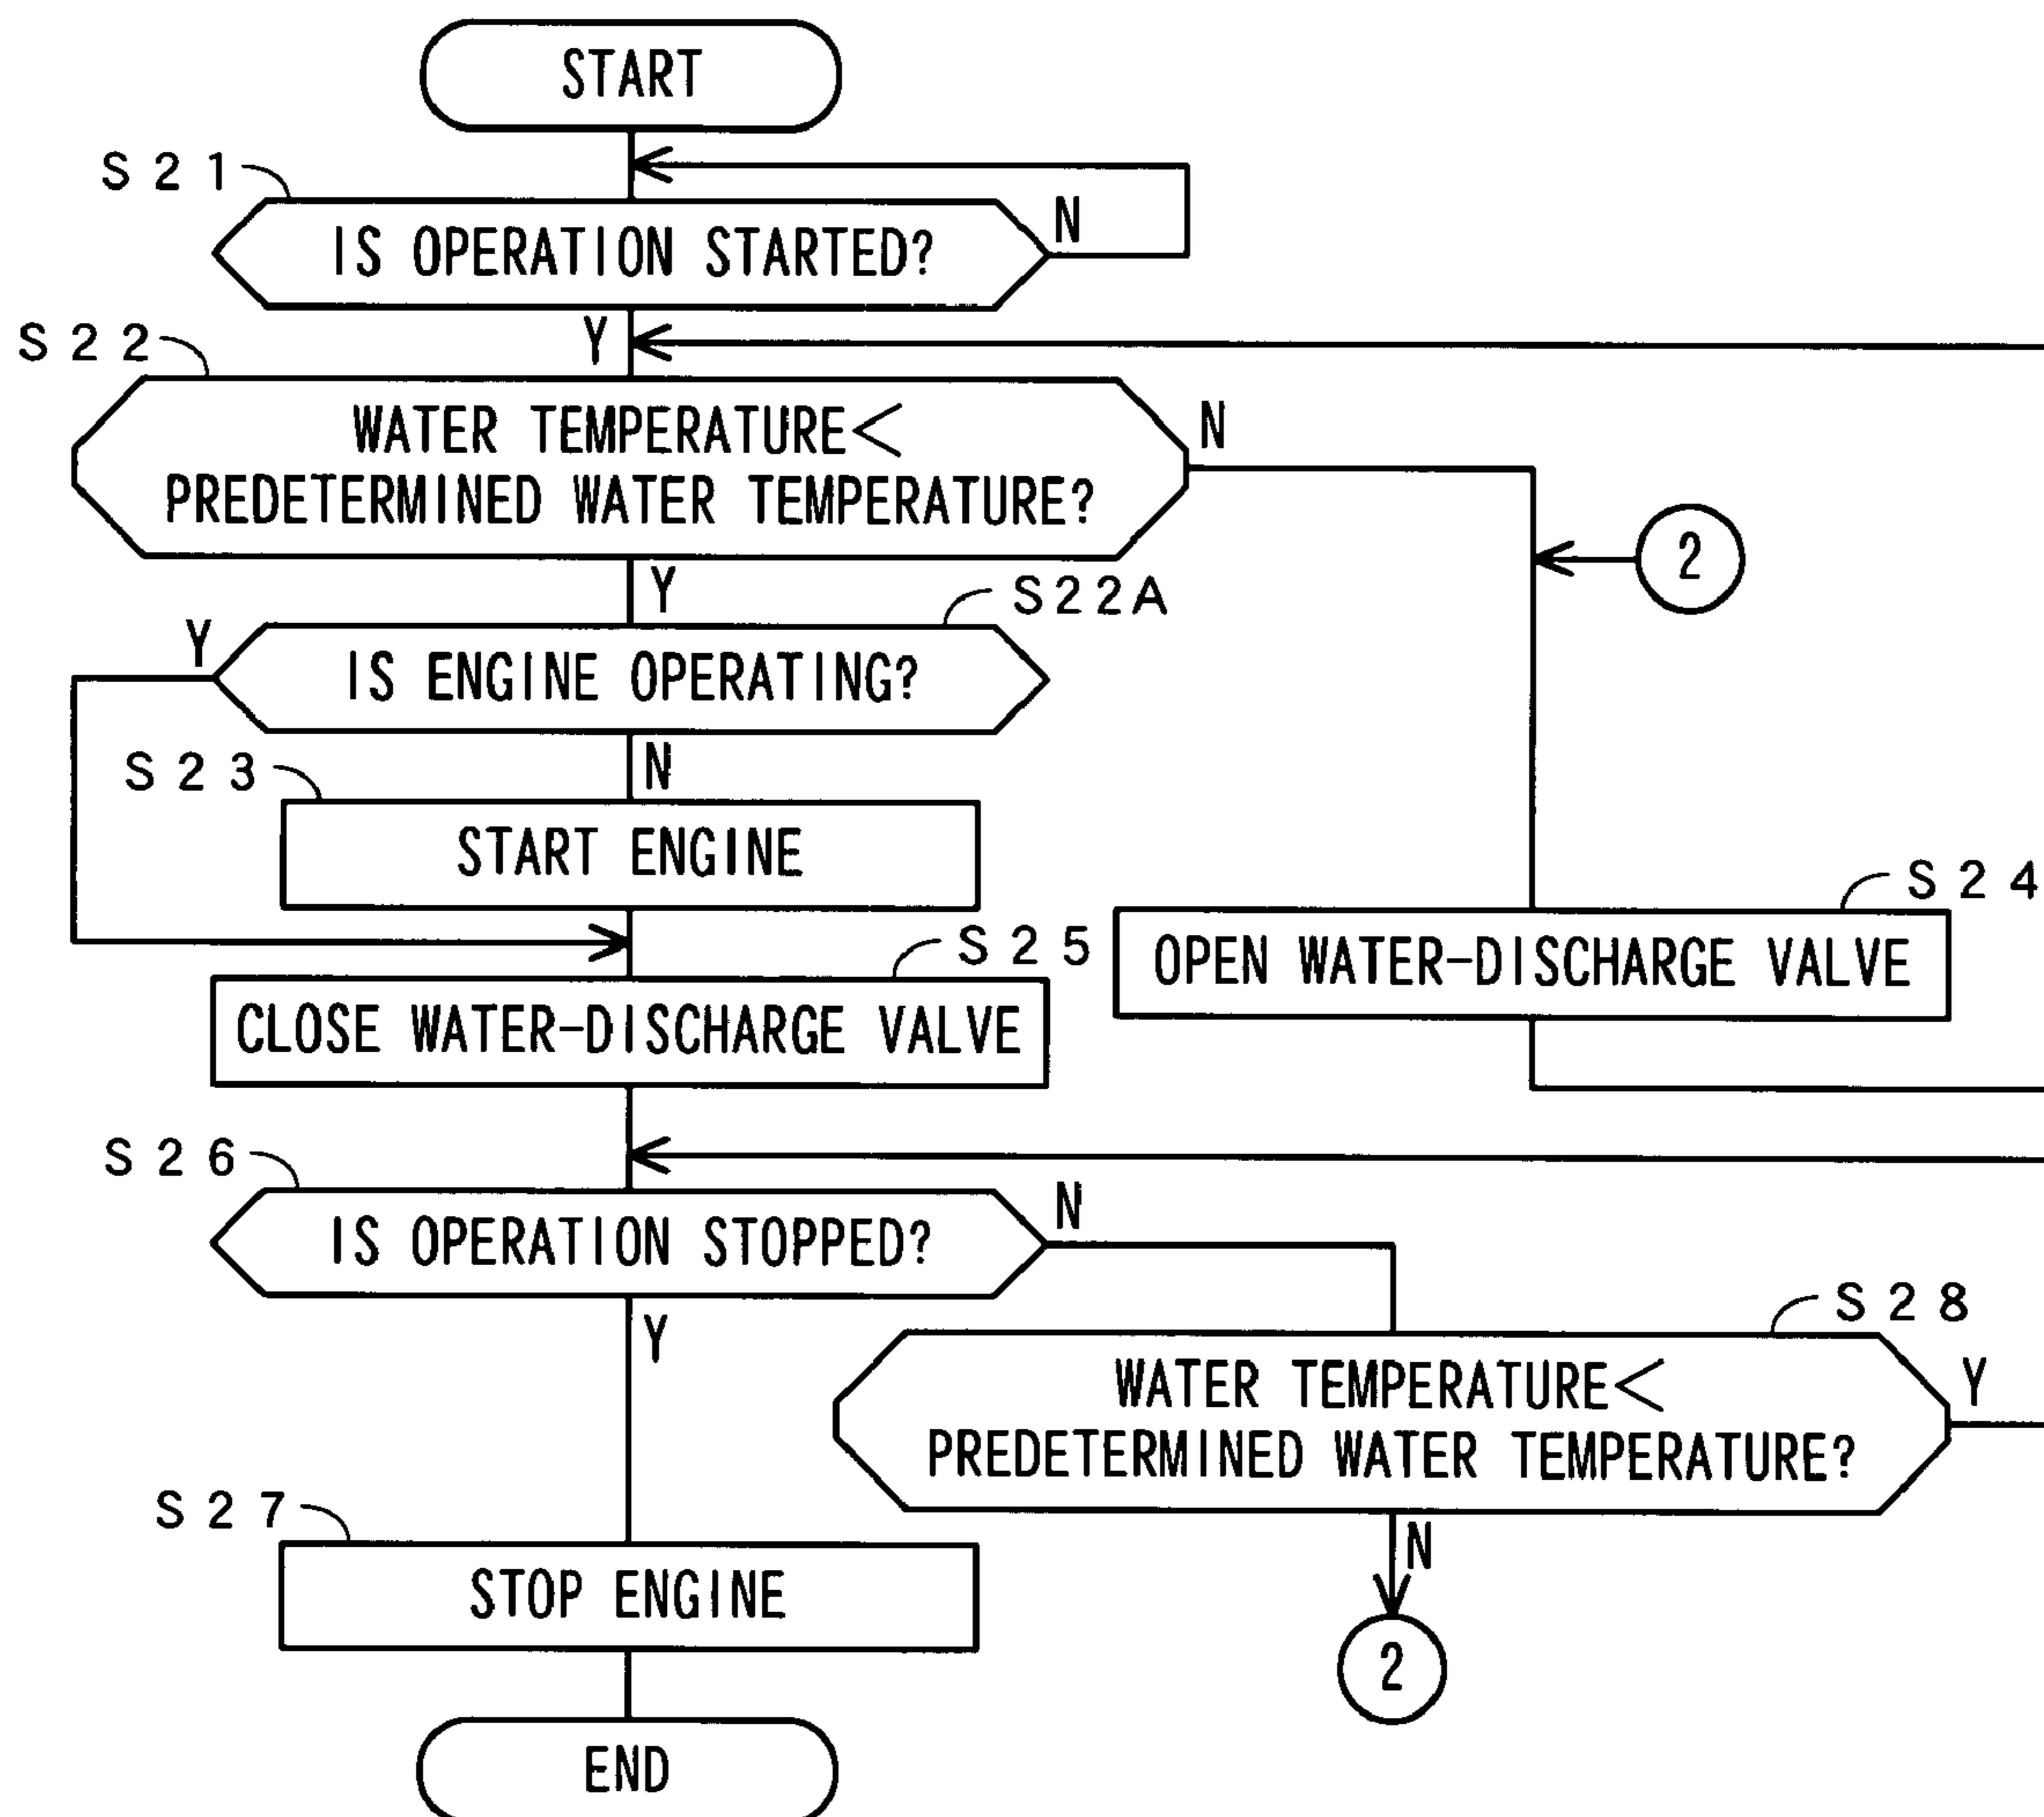 START
S21
IS OPERATION STARTED?
N
Y
S22
WATER TEMPERATURE<
PREDETERMINED WATER TEMPERATURE?
N
2
Y
S22A
Y
IS ENGINE OPERATING?
N
S23
START ENGINE
S24
OPEN WATER-DISCHARGE VALVE
S25
CLOSE WATER-DISCHARGE VALVE
S26
IS OPERATION STOPPED?
N
Y
S28
WATER TEMPERATURE<
PREDETERMINED WATER TEMPERATURE?
Y
N
2
S27
STOP ENGINE
END